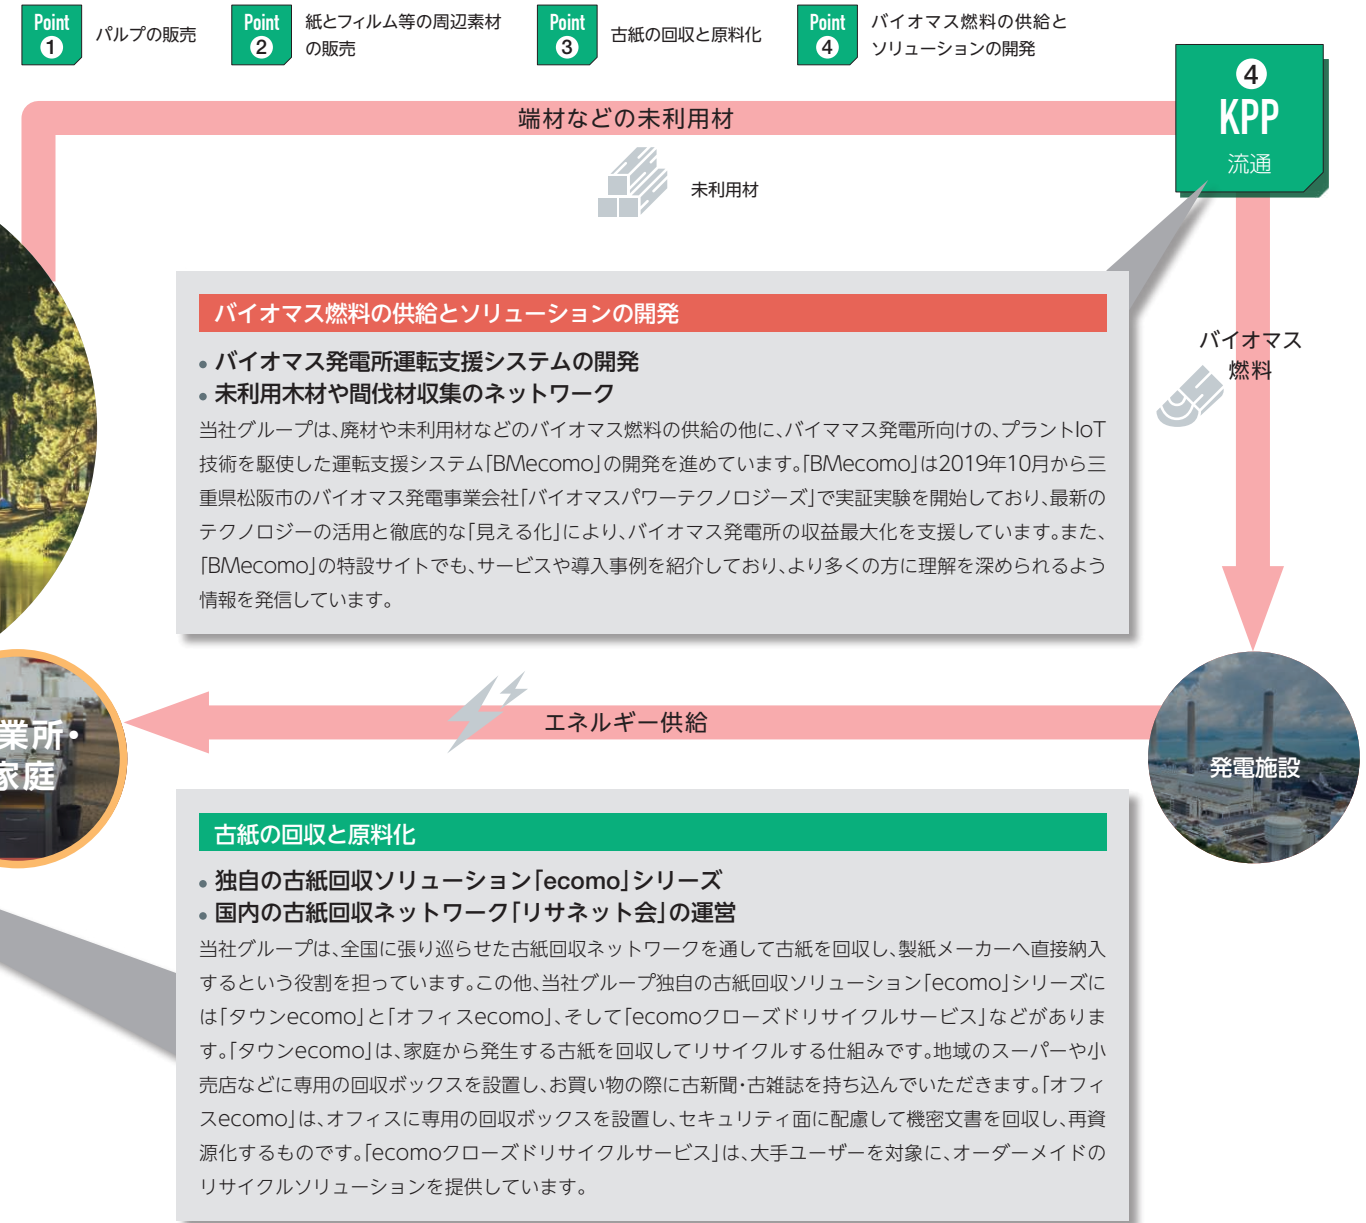 Point
1
パルプの販売
Point
2
紙とフィルム等の周辺素材
の販売
Point
3
古紙の回収と原料化
Point
4
バイオマス燃料の供給と
ソリューションの開発
4
KPP
流通
端材などの未利用材
未利用材
バイオマス
燃料
バイオマス燃料の供給とソリューションの開発
• バイオマス発電所運転支援システムの開発
• 未利用木材や間伐材収集のネットワーク
当社グループは、廃材や未利用材などのバイオマス燃料の供給の他に、バイママス発電所向けの、プラントIoT
技術を駆使した運転支援システム「BMecomo」の開発を進めています。「BMecomo」は2019年10月から三
重県松阪市のバイオマス発電事業会社「バイオマスパワーテクノロジーズ」で実証実験を開始しており、最新の
テクノロジーの活用と徹底的な「見える化」により、バイオマス発電所の収益最大化を支援しています。また、
「BMecomo」の特設サイトでも、サービスや導入事例を紹介しており、より多くの方に理解を深められるよう
情報を発信しています。
エネルギー供給
業所・
家庭
発電施設
古紙の回収と原料化
• 独自の古紙回収ソリューション「ecomo」シリーズ
• 国内の古紙回収ネットワーク「リサネット会」の運営
当社グループは、全国に張り巡らせた古紙回収ネットワークを通して古紙を回収し、製紙メーカーへ直接納入
するという役割を担っています。この他、当社グループ独自の古紙回収ソリューション「ecomo」シリーズに
は「タウンecomo」と「オフィスecomo」、そして「ecomoクローズドリサイクルサービス」などがありま
す。「タウンecomo」は、家庭から発生する古紙を回収してリサイクルする仕組みです。地域のスーパーや小
売店などに専用の回収ボックスを設置し、お買い物の際に古新聞・古雑誌を持ち込んでいただきます。「オフィ
スecomo」は、オフィスに専用の回収ボックスを設置し、セキュリティ面に配慮して機密文書を回収し、再資
源化するものです。「ecomoクローズドリサイクルサービス」は、大手ユーザーを対象に、オーダーメイドの
リサイクルソリューションを提供しています。